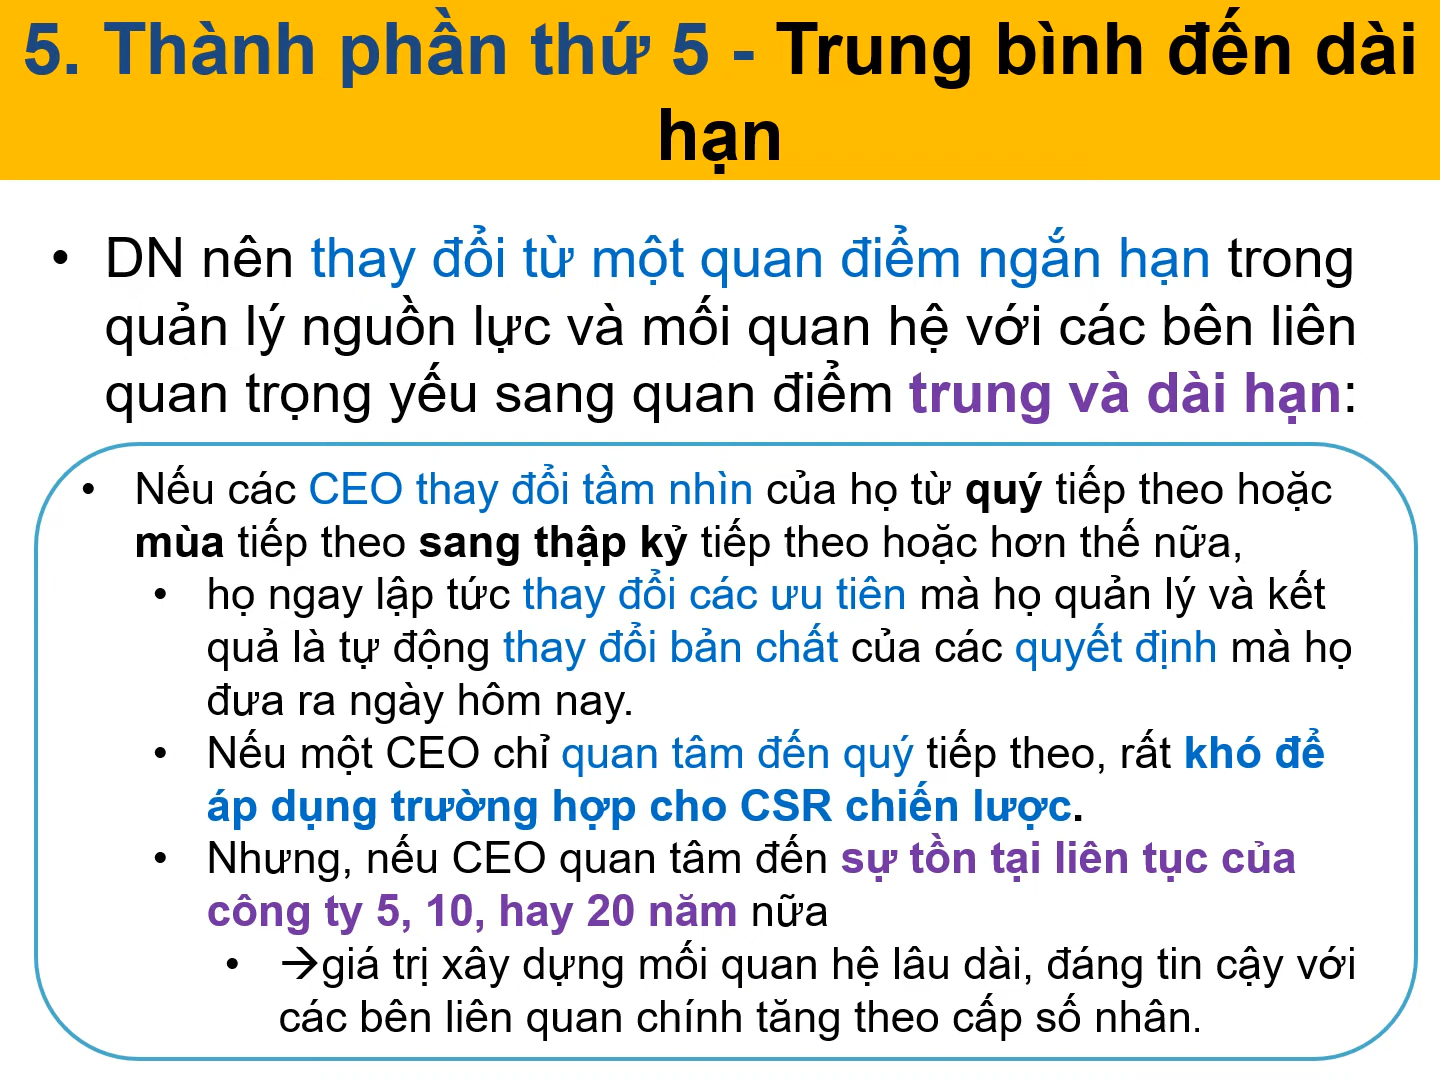 5. Thành phần thứ 5 - Trung bình đến dài
hạn
• DN nên thay đổi từ một quan điểm ngắn hạn trong
quản lý nguồn lực và mối quan hệ với các bên liên
quan trọng yếu sang quan điểm trung và dài hạn:
• Nếu các CEO thay đổi tầm nhìn của họ từ quý tiếp theo hoặc
mùa tiếp theo sang thập kỷ tiếp theo hoặc hơn thế nữa,
• họ ngay lập tức thay đổi các ưu tiên mà họ quản lý và kết
quả là tự động thay đổi bản chất của các quyết định mà họ
đưa ra ngày hôm nay.
• Nếu một CEO chỉ quan tâm đến quý tiếp theo, rất khó để
áp dụng trường hợp cho CSR chiến lược.
• Nhưng, nếu CEO quan tâm đến sự tồn tại liên tục của
công ty 5, 10, hay 20 năm nữa
• →giá trị xây dựng mối quan hệ lâu dài, đáng tin cậy với
các bên liên quan chính tăng theo cấp số nhân.